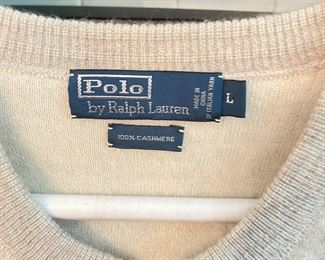 Polo
by Ralph Lauren
MADE IN
CHINA
OF ITALIAN YARN
L
100% CASHMERE